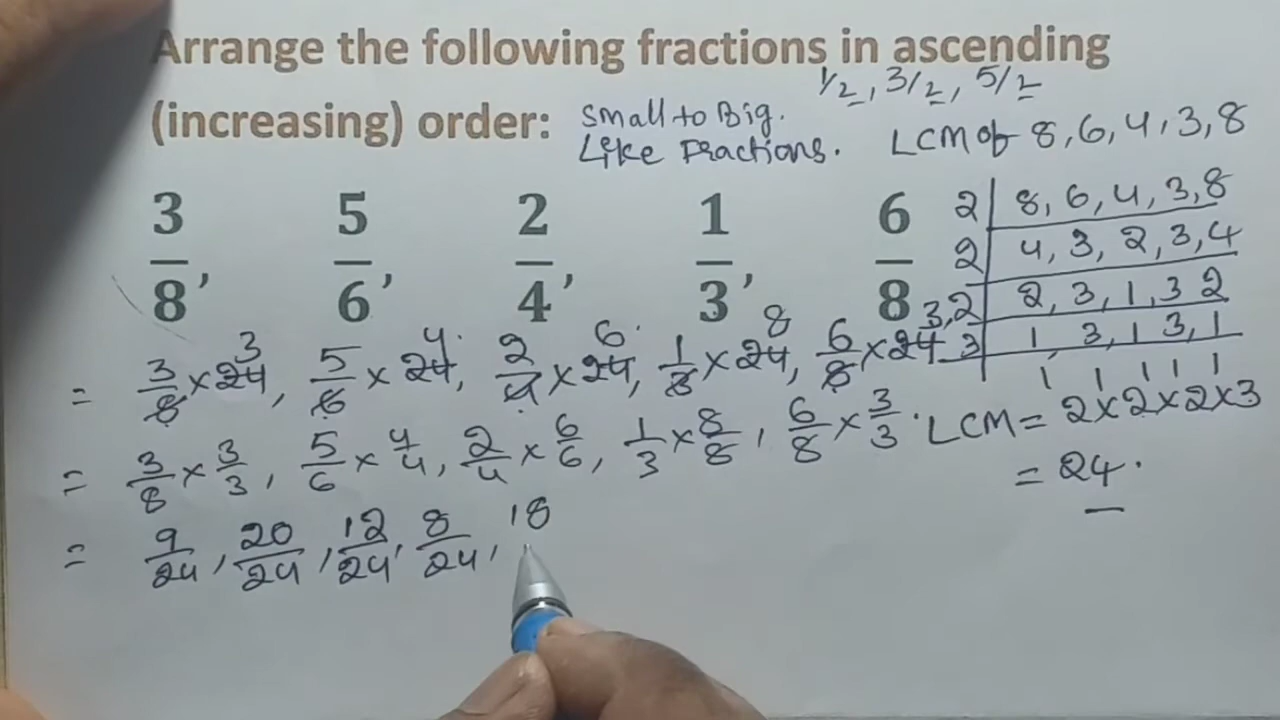 Arrange the following fractions in ascending
(increasing) order:
Small to Big.
Like Fractions.
1/2, 3/2, 5/2
LCM of 8, 6, 4, 3, 8
3/8, 5/6, 2/4, 1/3, 6/8
2 | 8, 6, 4, 3, 8
2 | 4, 3, 2, 3, 4
3, 2 | 2, 3, 1, 3 2
3 | 1, 3, 1 3, 1
1, 1 1 1 1
LCM = 2×2×2×3
= 24.
3 4. 6. 8 3
= 3/8 × 24, 5/6 × 24, 2/4 × 24, 1/3 × 24, 6/8 × 24
= 3/8 × 3/3, 5/6 × 4/4, 2/4 × 6/6, 1/3 × 8/8, 6/8 × 3/3.
= 9/24, 20/24, 12/24, 8/24, 18